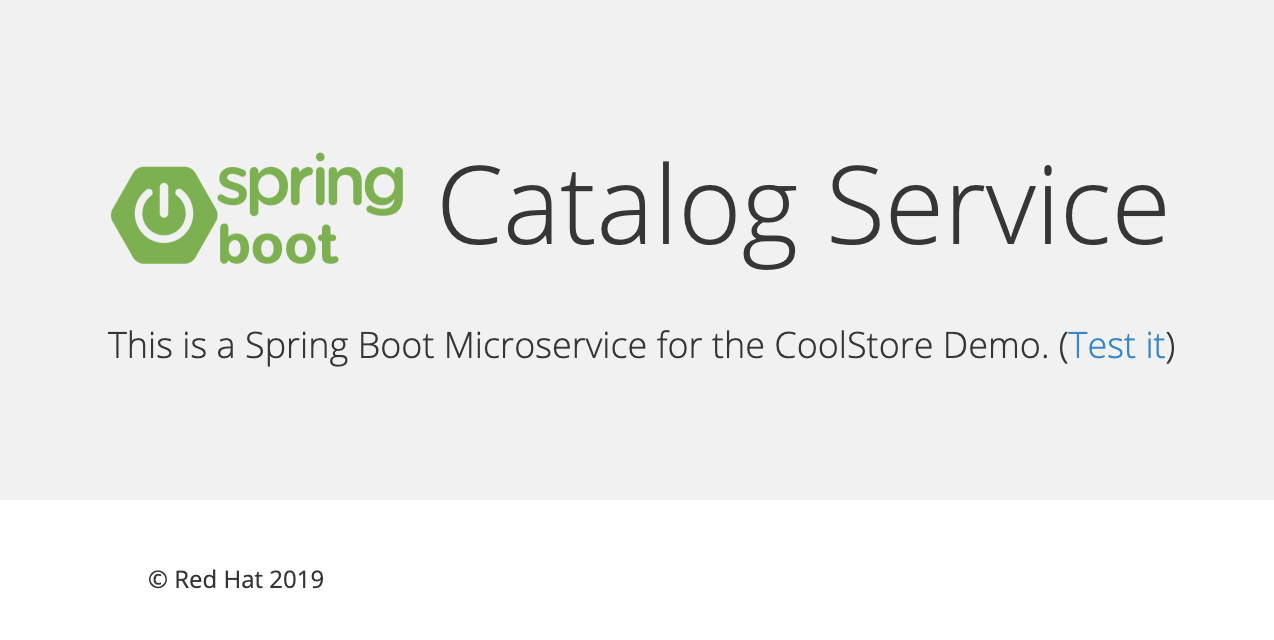 spring
boot
Catalog Service
This is a Spring Boot Microservice for the CoolStore Demo. (Test it)
© Red Hat 2019